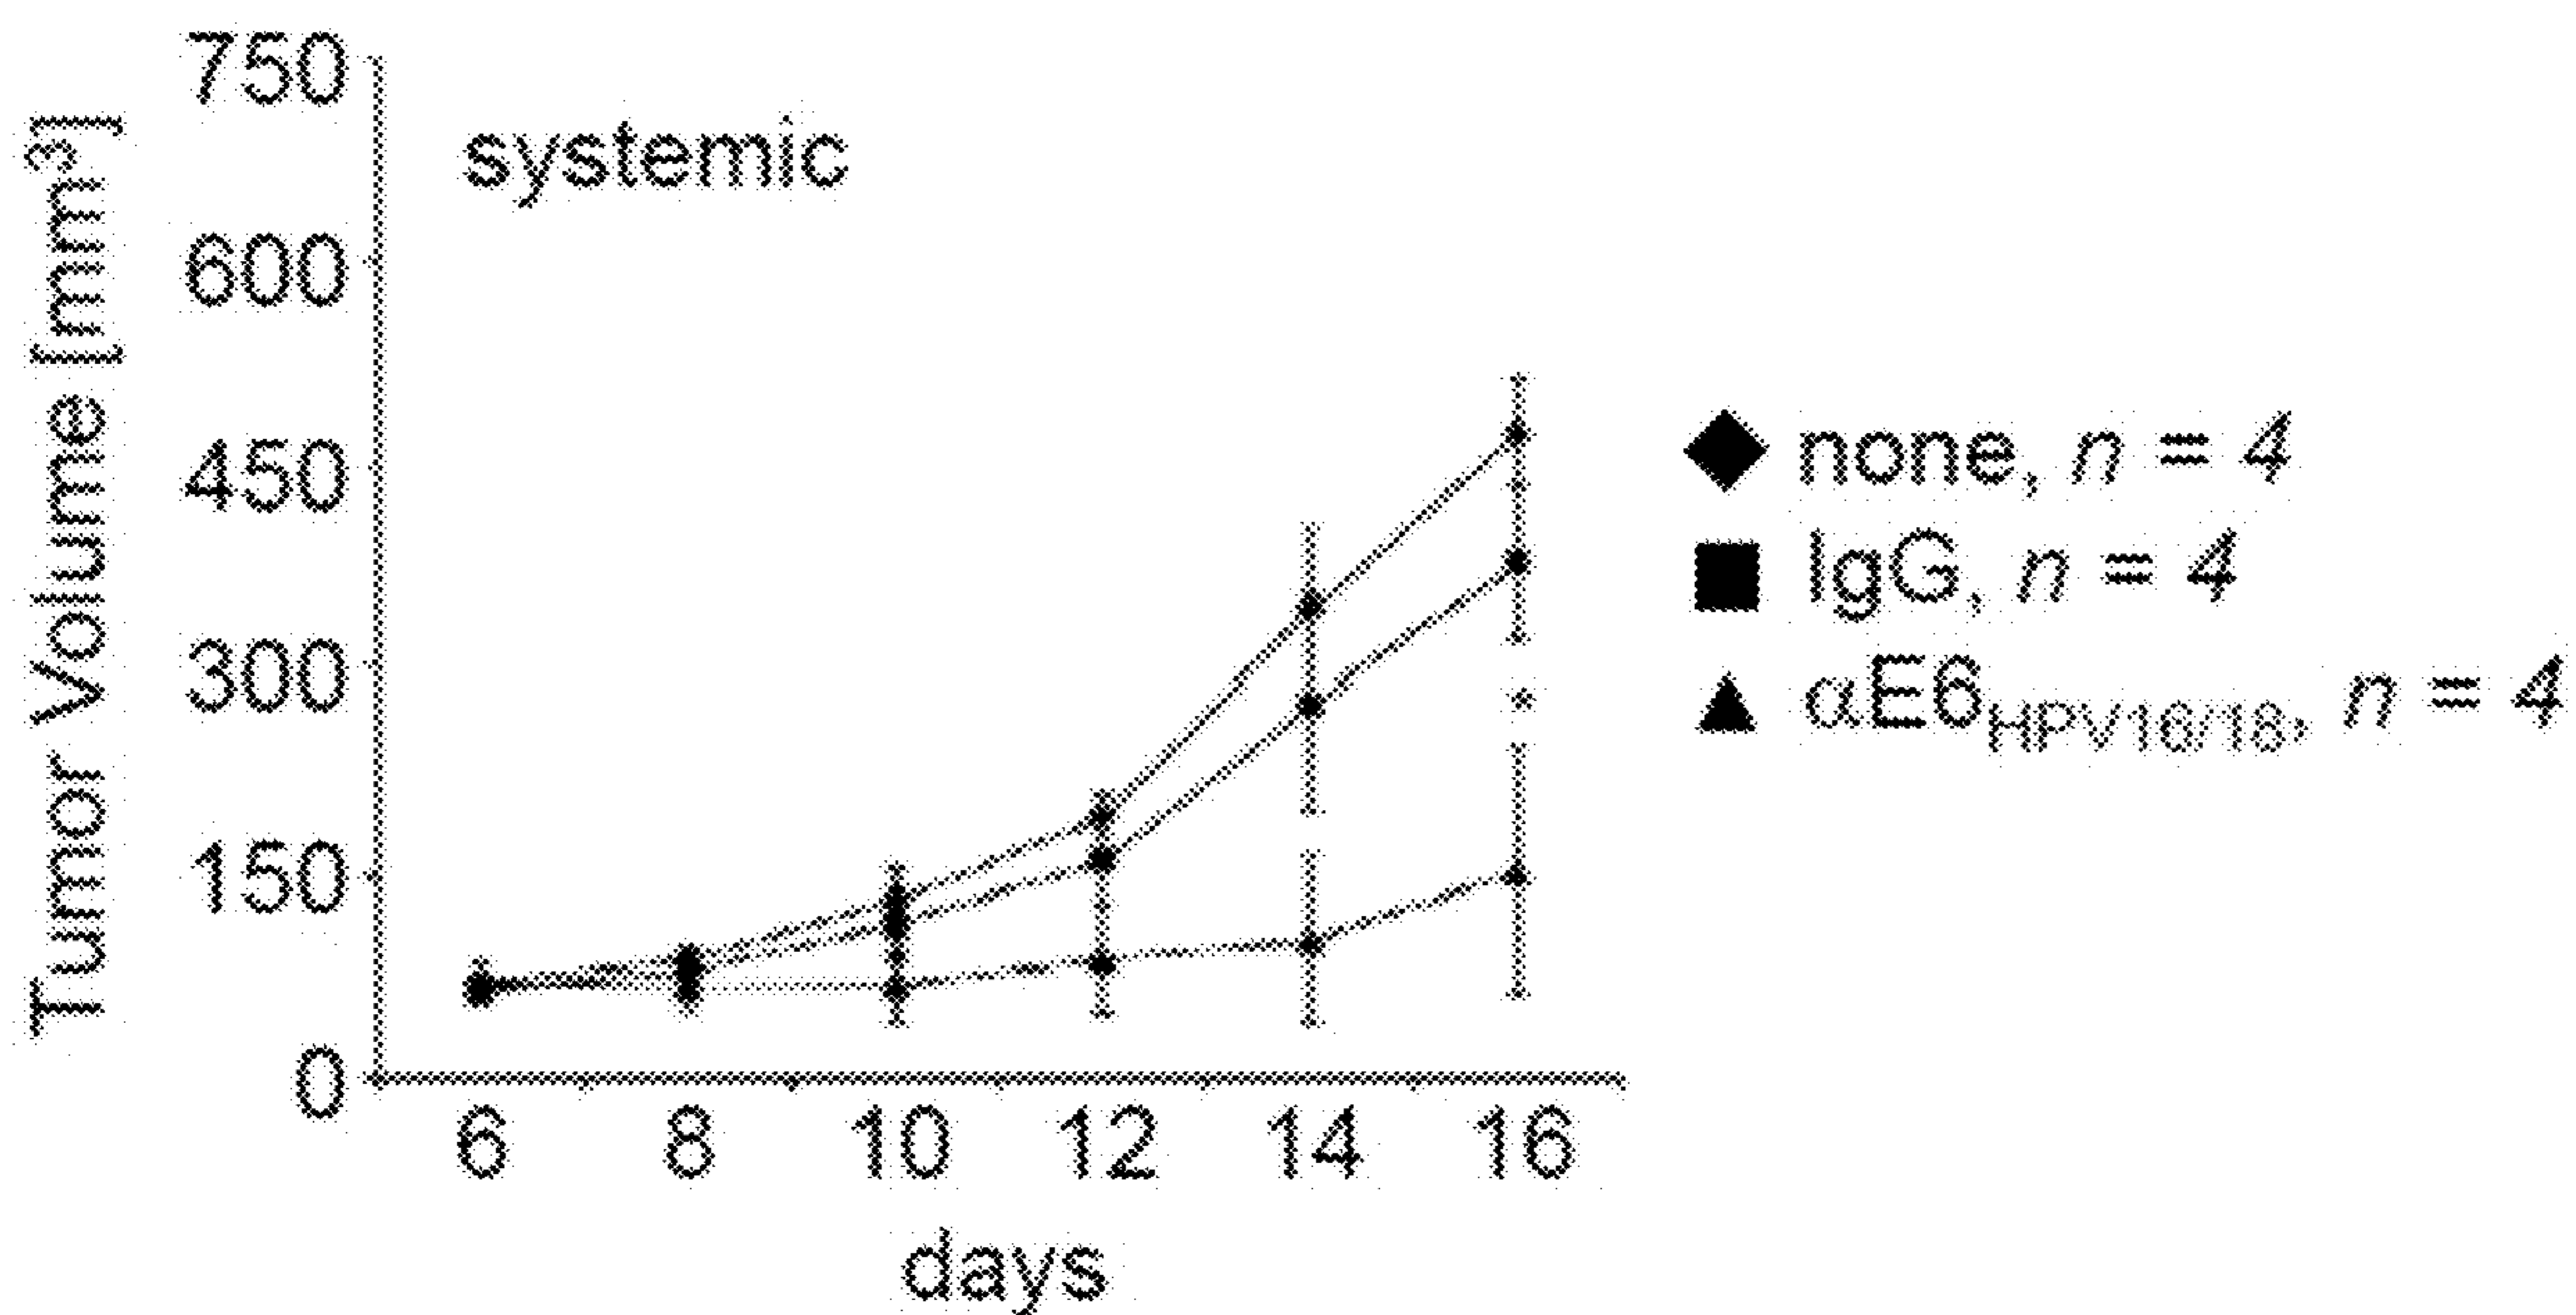 Tumor Volume [mm³]
750
600
450
300
150
0
systemic
*
6 8 10 12 14 16
days
none, n = 4
IgG, n = 4
αE6HPV16/18, n = 4